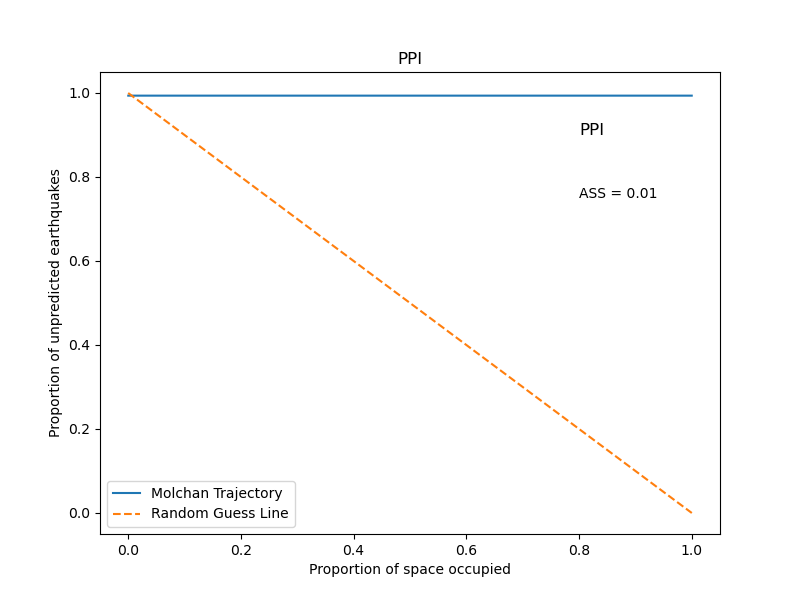 PPI
1.0
0.8
0.6
0.4
0.2
0.0
Proportion of unpredicted earthquakes
PPI
ASS = 0.01
Molchan Trajectory
Random Guess Line
0.0 0.2 0.4 0.6 0.8 1.0
Proportion of space occupied